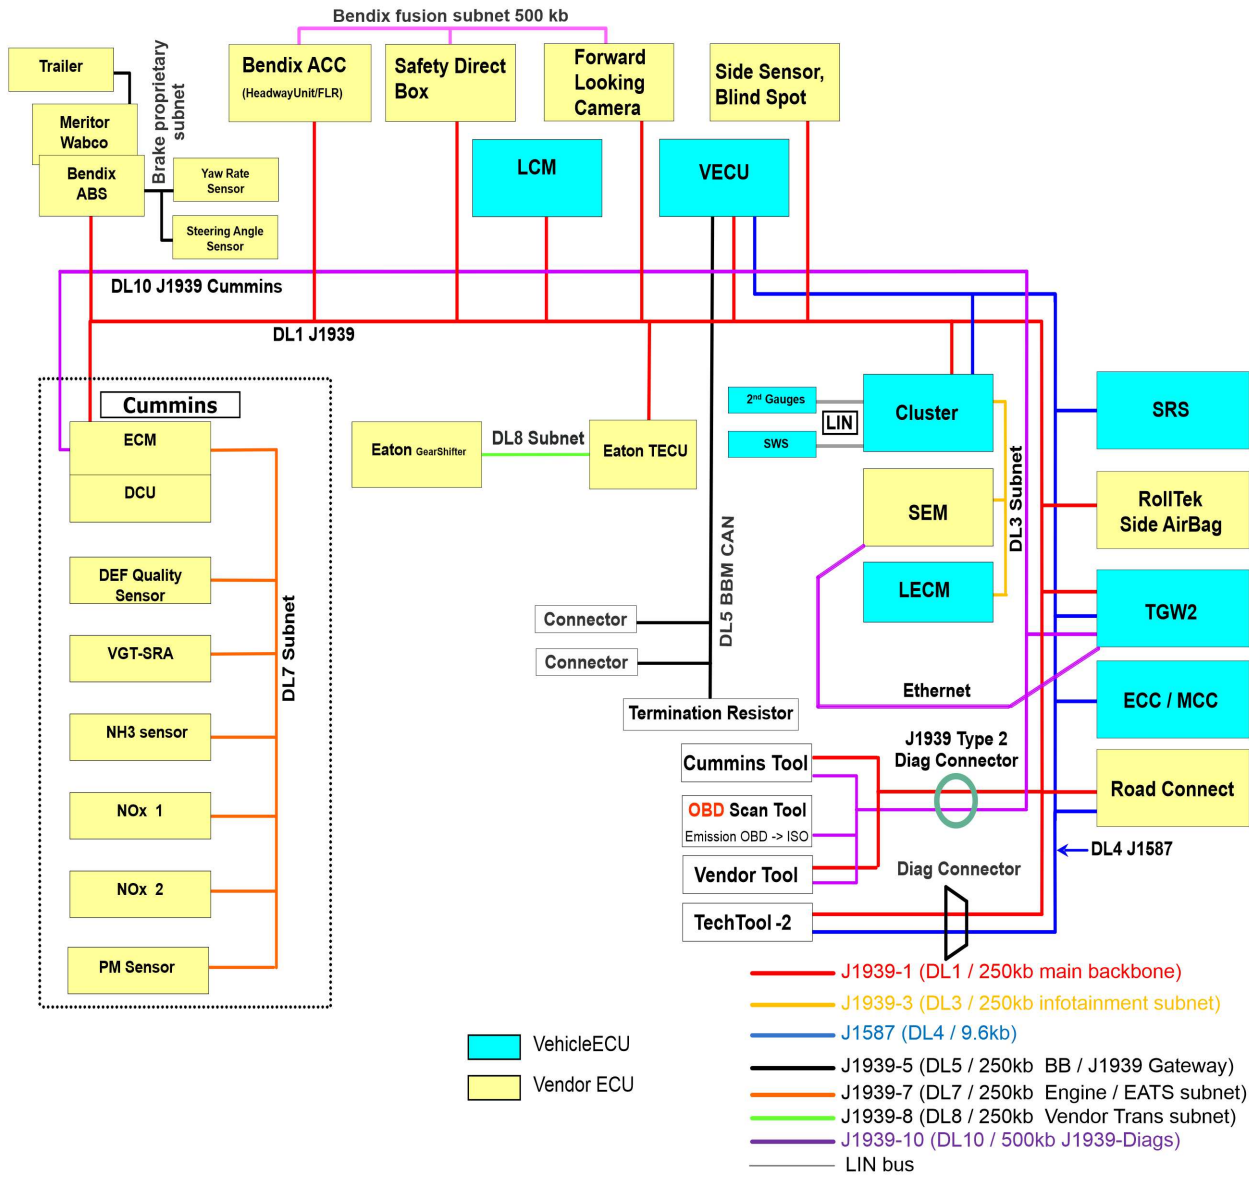 Bendix fusion subnet 500 kb
Trailer
Meritor
Wabco
Bendix
ABS
Brake proprietary
subnet
Yaw Rate
Sensor
Steering Angle
Sensor
Bendix ACC
(HeadwayUnit/FLR)
Safety Direct
Box
Forward
Looking
Camera
Side Sensor,
Blind Spot
LCM
VECU
DL10 J1939 Cummins
DL1 J1939
Cummins
ECM
DCU
DEF Quality
Sensor
VGT-SRA
NH3 sensor
NOx 1
NOx 2
PM Sensor
DL7 Subnet
Eaton GearShifter
DL8 Subnet
Eaton TECU
DL5 BBM CAN
Connector
Connector
Termination Resistor
2nd Gauges
SWS
LIN
Cluster
SEM
LECM
DL3 Subnet
Ethernet
SRS
RollTek
Side AirBag
TGW2
ECC / MCC
Road Connect
J1939 Type 2
Diag Connector
Cummins Tool
OBD Scan Tool
Emission OBD -> ISO
Vendor Tool
TechTool -2
Diag Connector
DL4 J1587
VehicleECU
Vendor ECU
J1939-1 (DL1 / 250kb main backbone)
J1939-3 (DL3 / 250kb infotainment subnet)
J1587 (DL4 / 9.6kb)
J1939-5 (DL5 / 250kb BB / J1939 Gateway)
J1939-7 (DL7 / 250kb Engine / EATS subnet)
J1939-8 (DL8 / 250kb Vendor Trans subnet)
J1939-10 (DL10 / 500kb J1939-Diags)
LIN bus